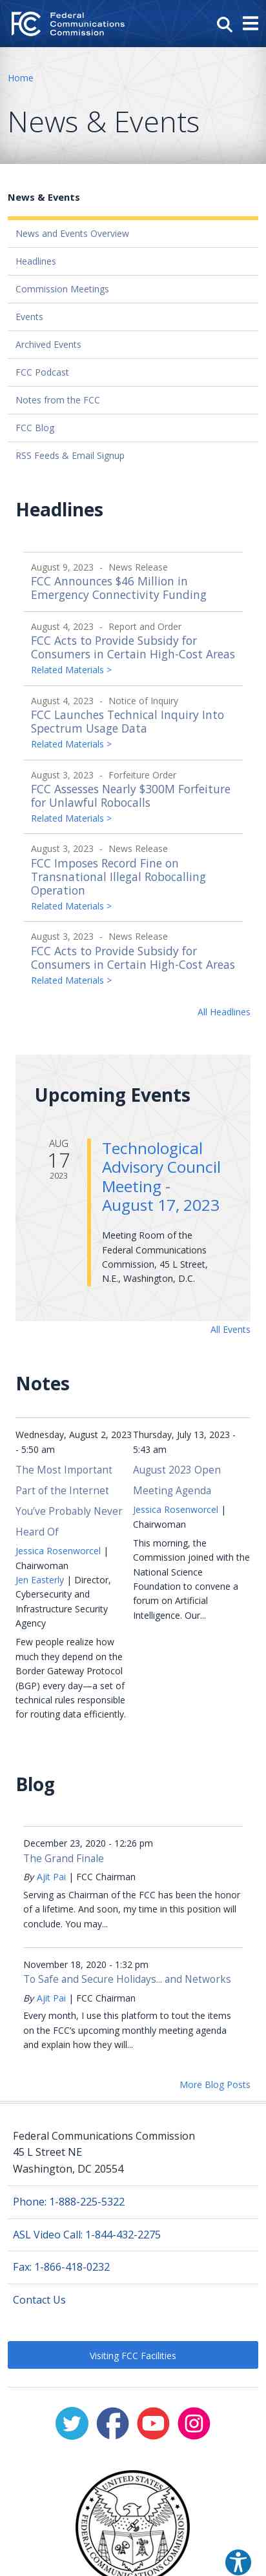 FCC Federal
Communications
Commission
Home
News & Events
News & Events
News and Events Overview
Headlines
Commission Meetings
Events
Archived Events
FCC Podcast
Notes from the FCC
FCC Blog
RSS Feeds & Email Signup
Headlines
August 9, 2023 - News Release
FCC Announces $46 Million in
Emergency Connectivity Funding
August 4, 2023 - Report and Order
FCC Acts to Provide Subsidy for
Consumers in Certain High-Cost Areas
Related Materials >
August 4, 2023 - Notice of Inquiry
FCC Launches Technical Inquiry Into
Spectrum Usage Data
Related Materials >
August 3, 2023 - Forfeiture Order
FCC Assesses Nearly $300M Forfeiture
for Unlawful Robocalls
Related Materials >
August 3, 2023 - News Release
FCC Imposes Record Fine on
Transnational Illegal Robocalling
Operation
Related Materials >
August 3, 2023 - News Release
FCC Acts to Provide Subsidy for
Consumers in Certain High-Cost Areas
Related Materials >
All Headlines
Upcoming Events
AUG
17
2023
Technological
Advisory Council
Meeting -
August 17, 2023
Meeting Room of the
Federal Communications
Commission, 45 L Street,
N.E., Washington, D.C.
All Events
Notes
Wednesday, August 2, 2023
- 5:50 am
The Most Important
Part of the Internet
You've Probably Never
Heard Of
Jessica Rosenworcel |
Chairwoman
Jen Easterly | Director,
Cybersecurity and
Infrastructure Security
Agency
Few people realize how
much they depend on the
Border Gateway Protocol
(BGP) every day—a set of
technical rules responsible
for routing data efficiently.
Thursday, July 13, 2023 -
5:43 am
August 2023 Open
Meeting Agenda
Jessica Rosenworcel |
Chairwoman
This morning, the
Commission joined with the
National Science
Foundation to convene a
forum on Artificial
Intelligence. Our...
Blog
December 23, 2020 - 12:26 pm
The Grand Finale
By Ajit Pai | FCC Chairman
Serving as Chairman of the FCC has been the honor
of a lifetime. And soon, my time in this position will
conclude. You may...
November 18, 2020 - 1:32 pm
To Safe and Secure Holidays... and Networks
By Ajit Pai | FCC Chairman
Every month, I use this platform to tout the items
on the FCC's upcoming monthly meeting agenda
and explain how they will...
More Blog Posts
Federal Communications Commission
45 L Street NE
Washington, DC 20554
Phone: 1-888-225-5322
ASL Video Call: 1-844-432-2275
Fax: 1-866-418-0232
Contact Us
Visiting FCC Facilities
UNITED STATES
FEDERAL COMMUNICATIONS COMMISSION